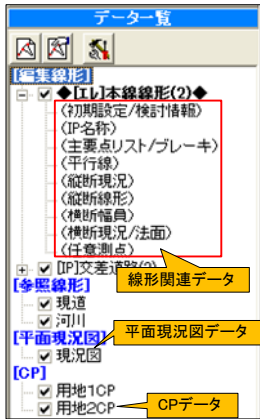 データ一覧
[編集線形]
◆[エレ]本線線形(2)◆
(初期設定/検討情報)
(IP名称)
(主要点リスト/ブレーキ)
(平行線)
(縦断現況)
(縦断線形)
(横断幅員)
(横断現況/法面)
(任意測点)
線形関連データ
[IP]交差道路(2)
[参照線形]
現道
河川
平面現況図データ
[平面現況図]
現況図
[CP]
用地1CP
用地2CP
CPデータ